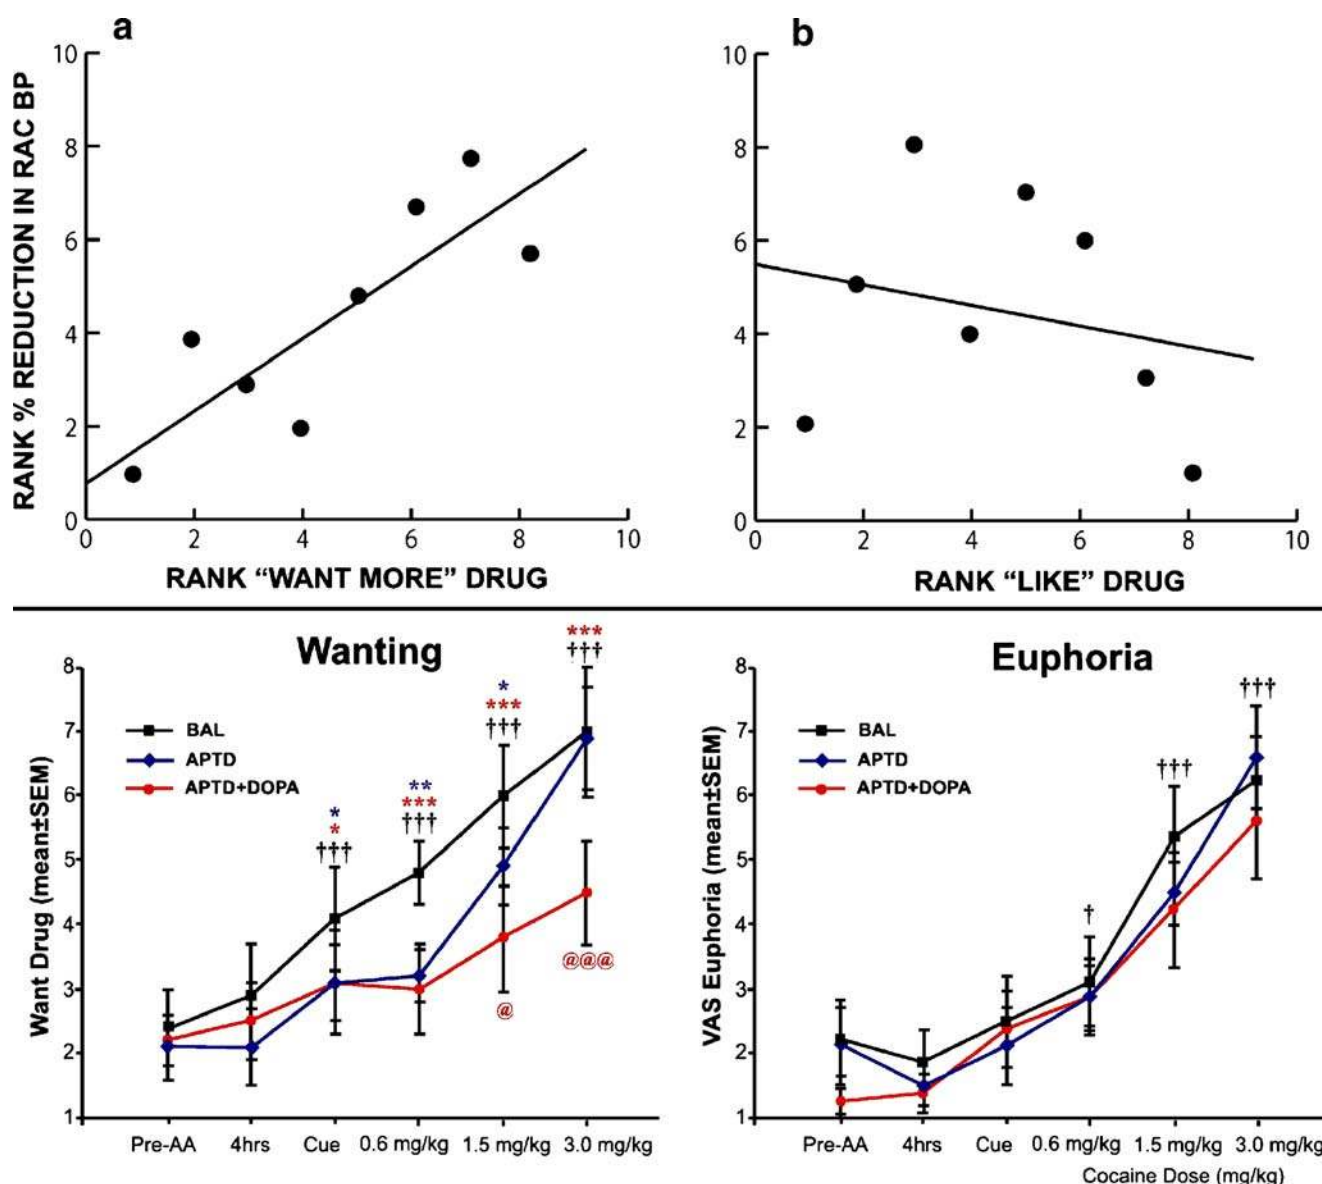 a
b
RANK % REDUCTION IN RAC BP
10
8
6
4
2
0
0 2 4 6 8 10
RANK “WANT MORE” DRUG
10
8
6
4
2
0
0 2 4 6 8 10
RANK “LIKE” DRUG
Wanting
Want Drug (mean±SEM)
8
7
6
5
4
3
2
1
BAL
APTD
APTD+DOPA
*
*
†††
**
***
†††
*
***
†††
***
†††
@
@@@
Pre-AA 4hrs Cue 0.6 mg/kg 1.5 mg/kg 3.0 mg/kg
Euphoria
VAS Euphoria (mean±SEM)
8
7
6
5
4
3
2
1
BAL
APTD
APTD+DOPA
†
†††
†††
Pre-AA 4hrs Cue 0.6 mg/kg 1.5 mg/kg 3.0 mg/kg
Cocaine Dose (mg/kg)